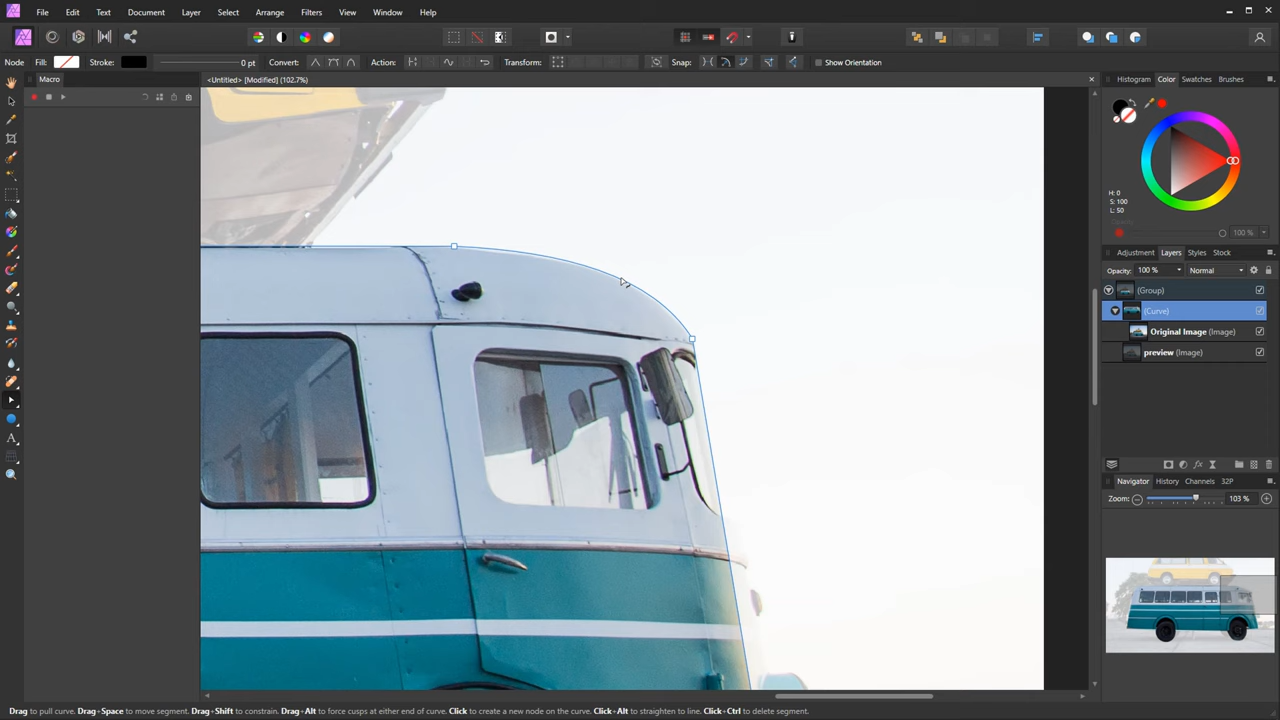 File Edit Text Document Layer Select Arrange Filters View Window Help
Node Fill: Stroke: 0 pt Convert: Action: Transform: Snap: Show Orientation
Macro
<Untitled> [Modified] (102.7%)
Histogram Color Swatches Brushes
H: 0
S: 100
L: 50
Opacity
100 %
Adjustment Layers Styles Stock
Opacity: 100 % Normal
(Group)
(Curve)
Original Image (Image)
preview (Image)
Navigator History Channels 32P
Zoom: 103 %
Drag to pull curve. Drag+Space to move segment. Drag+Shift to constrain. Drag+Alt to force cusps at either end of curve. Click to create a new node on the curve. Click+Alt to straighten to line. Click+Ctrl to delete segment.